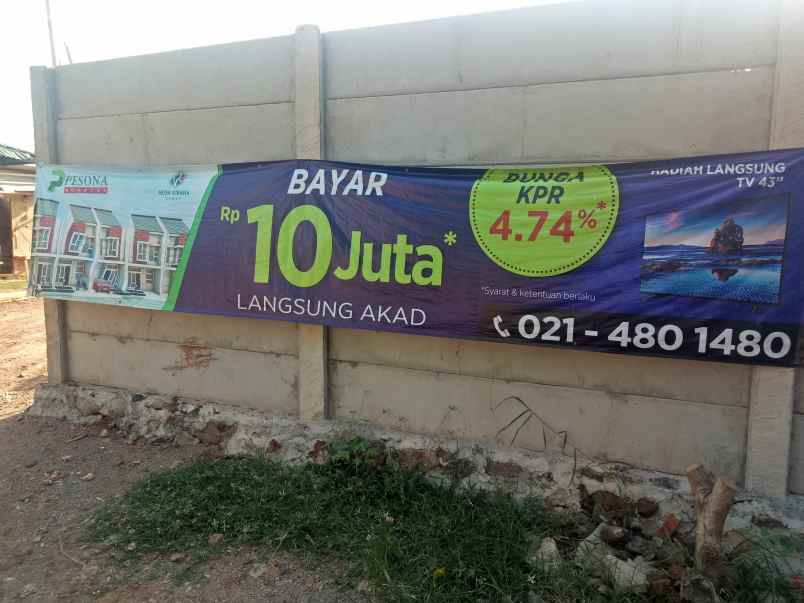 PESONA
BAYAR
Rp 10 Juta*
LANGSUNG AKAD
BUNGA
KPR
4.74%*
*Syarat & ketentuan berlaku
HADIAH LANGSUNG
TV 43"
021 - 480 1480